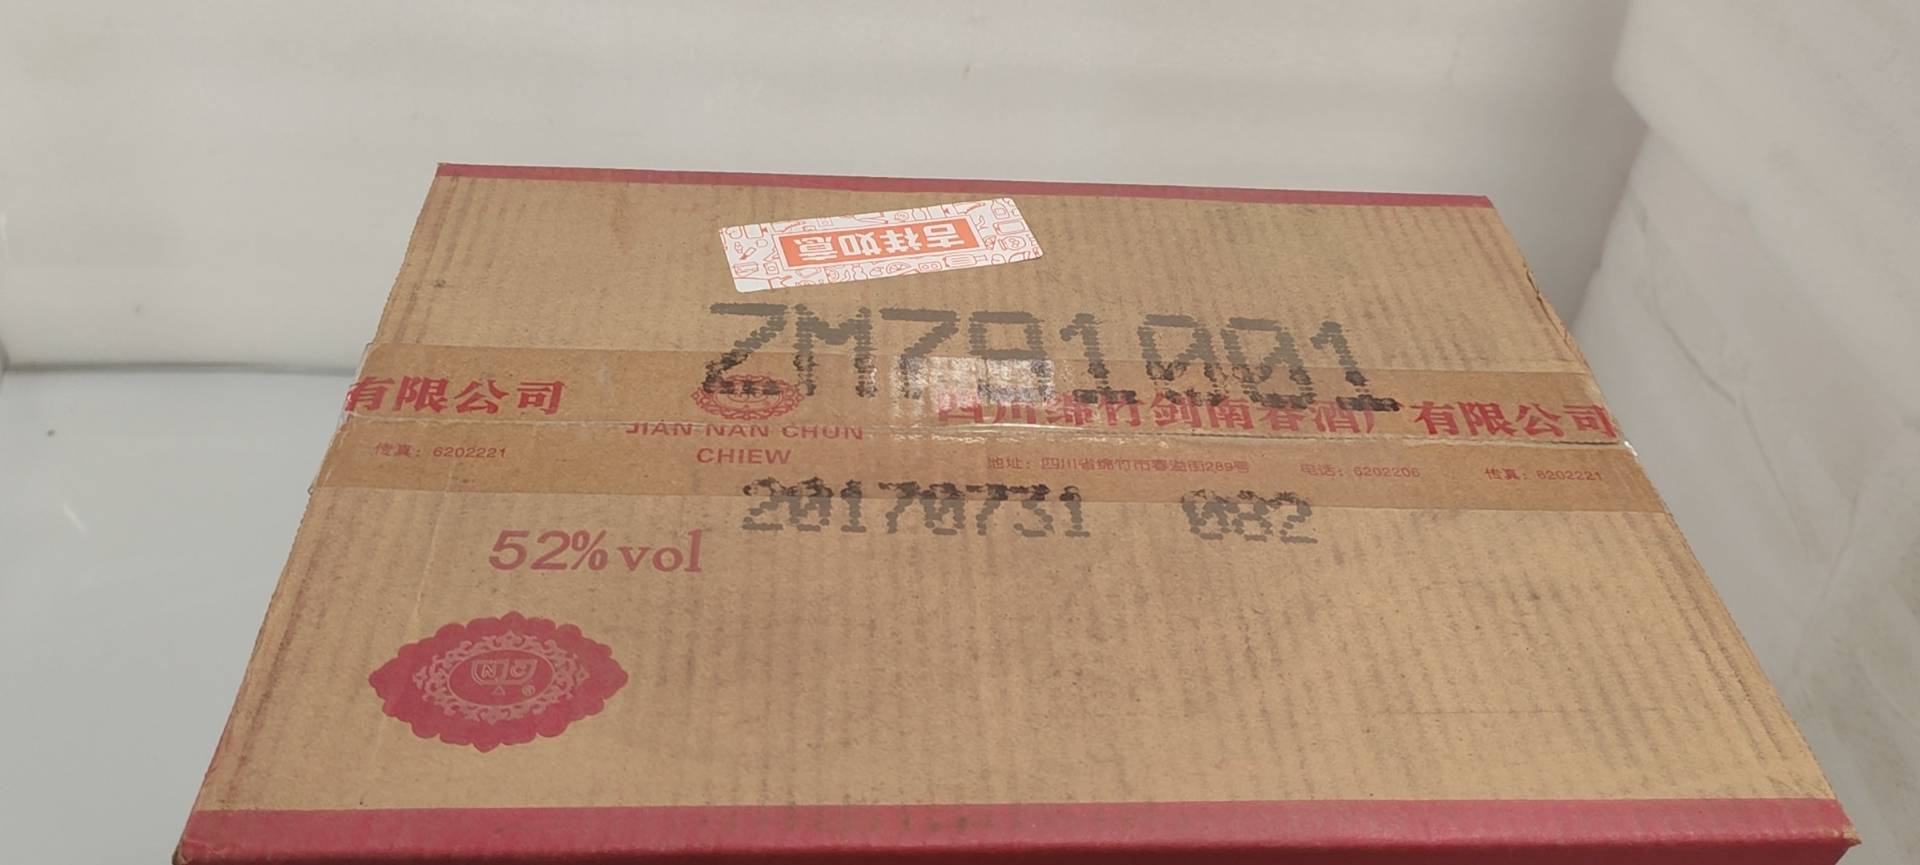 吉祥如意
ZM791001
有限公司
四川绵竹剑南春酒厂有限公司
JIAN NAN CHUN
CHIEW
传真：6202221
地址：四川省绵竹市春溢街289号 电话：6202206 传真：6202221
20170731 082
52%vol